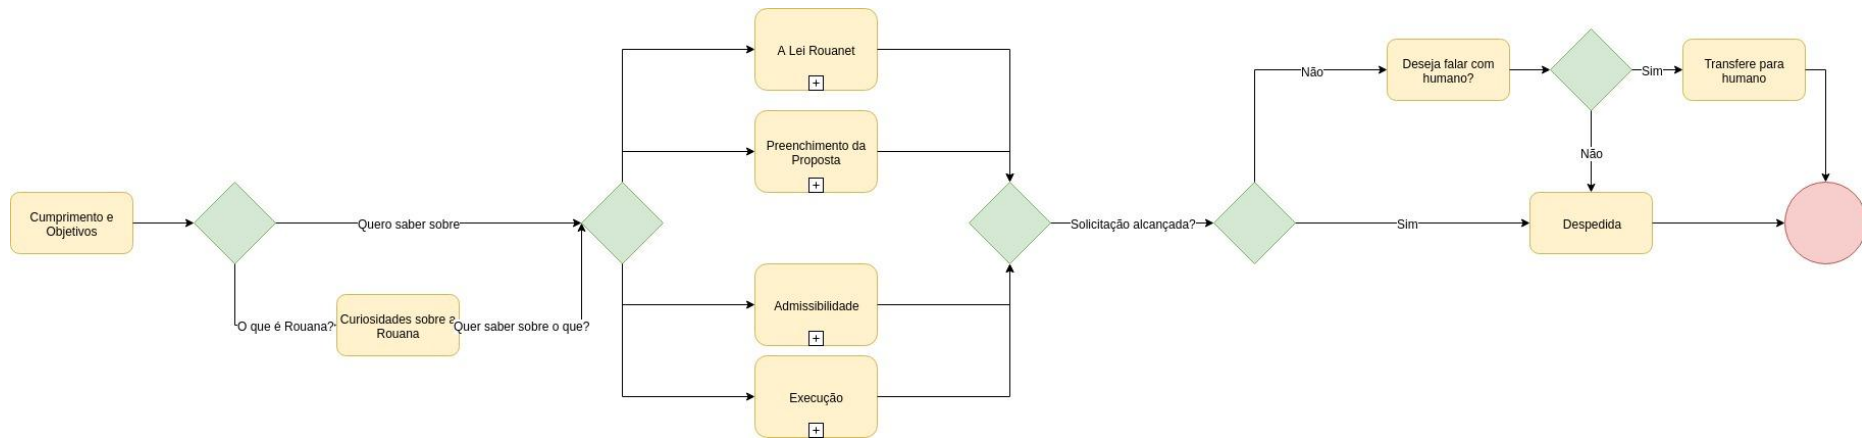 Cumprimento e
Objetivos
Quero saber sobre
O que é Rouana?
Curiosidades sobre a
Rouana
Quer saber sobre o que?
A Lei Rouanet
Preenchimento da
Proposta
Admissibilidade
Execução
Solicitação alcançada?
Não
Sim
Deseja falar com
humano?
Sim
Não
Transfere para
humano
Despedida